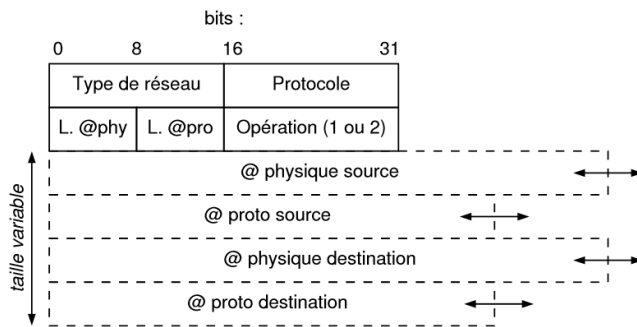 bits :
0 8 16 31
Type de réseau Protocole
L. @phy L. @pro Opération (1 ou 2)
@ physique source
@ proto source
@ physique destination
@ proto destination
taille variable